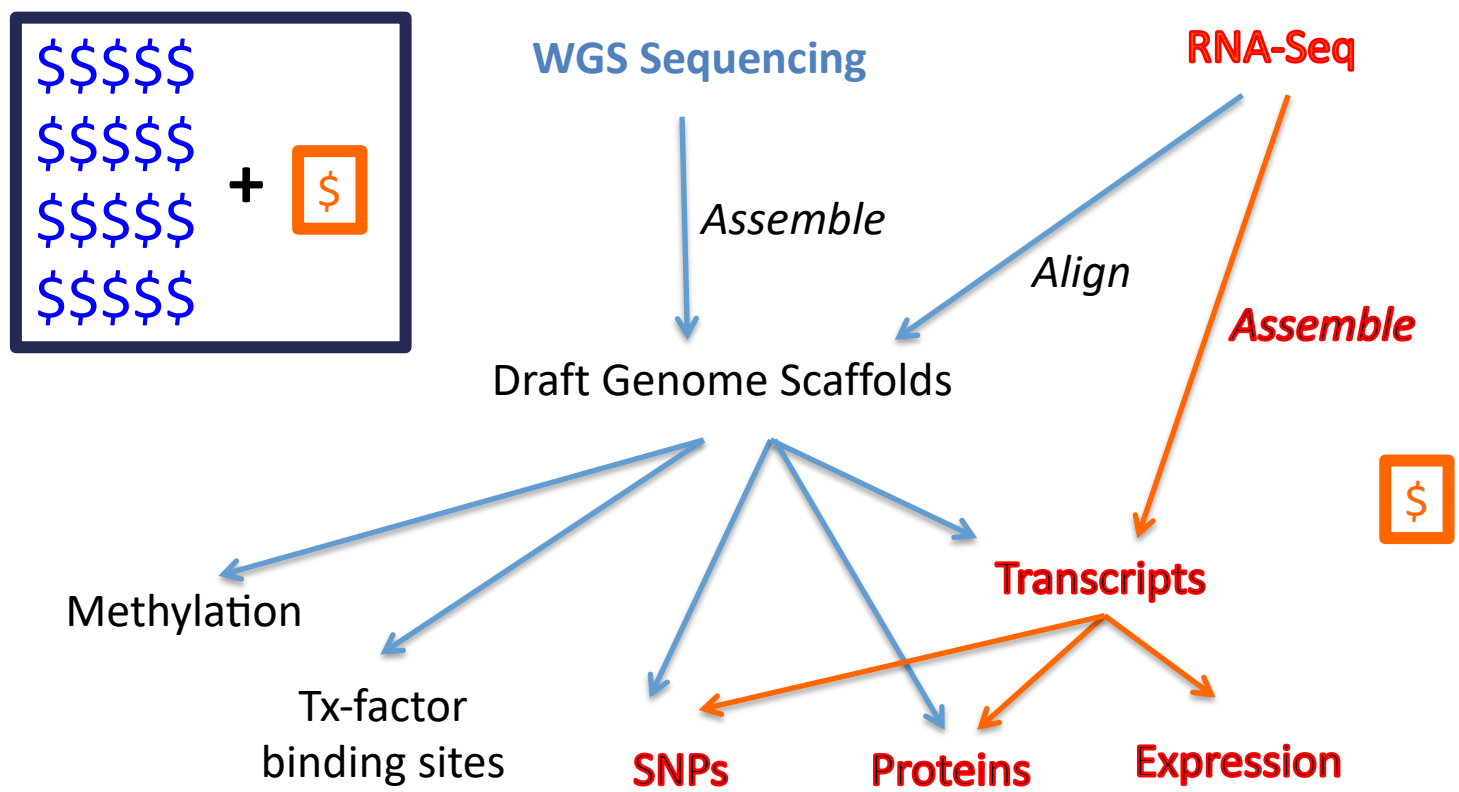 $$$$$
$$$$$
$$$$$
$$$$$
+
$
WGS Sequencing
RNA-Seq
Assemble
Align
Assemble
Draft Genome Scaffolds
$
Methylation
Transcripts
Tx-factor
binding sites
SNPs
Proteins
Expression